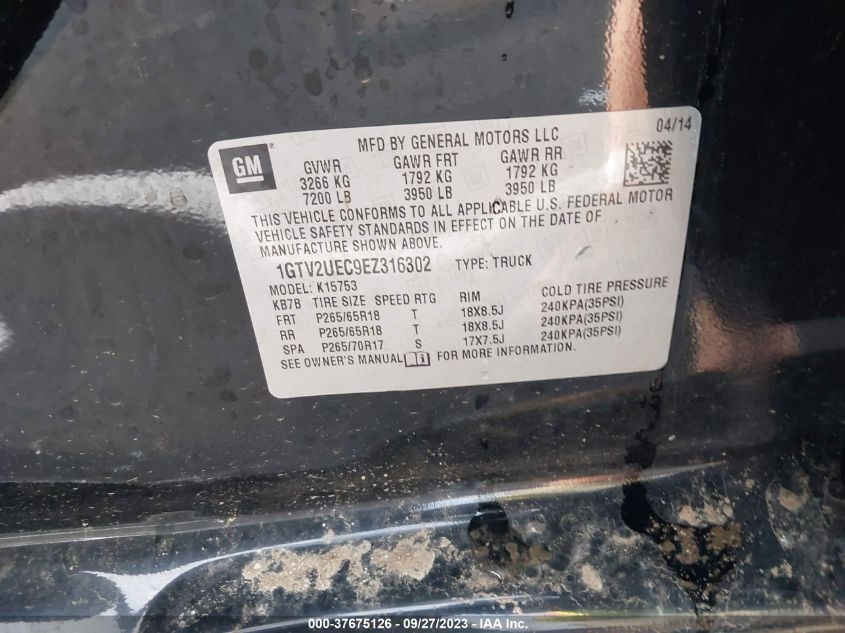 MFD BY GENERAL MOTORS LLC 04/14
GM
GVWR GAWR FRT GAWR RR
3266 KG 1792 KG 1792 KG
7200 LB 3950 LB 3950 LB
THIS VEHICLE CONFORMS TO ALL APPLICABLE U.S. FEDERAL MOTOR
VEHICLE SAFETY STANDARDS IN EFFECT ON THE DATE OF
MANUFACTURE SHOWN ABOVE.
1GTV2UEC9EZ316302 TYPE: TRUCK
MODEL: K15753
KB7B TIRE SIZE SPEED RTG RIM COLD TIRE PRESSURE
FRT P265/65R18 T 18X8.5J 240KPA(35PSI)
RR P265/65R18 T 18X8.5J 240KPA(35PSI)
SPA P265/70R17 S 17X7.5J 240KPA(35PSI)
SEE OWNER'S MANUAL FOR MORE INFORMATION.
000-37675126 - 09/27/2023 - IAA Inc.